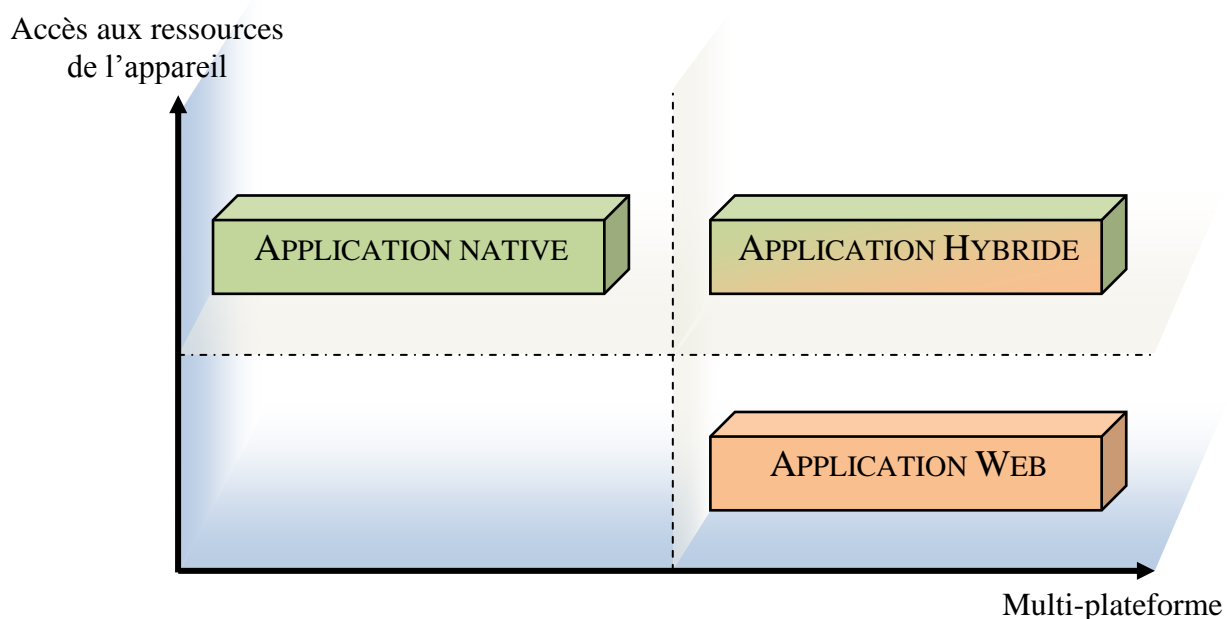 Accès aux ressources
de l’appareil
APPLICATION NATIVE
APPLICATION HYBRIDE
APPLICATION WEB
Multi-plateforme